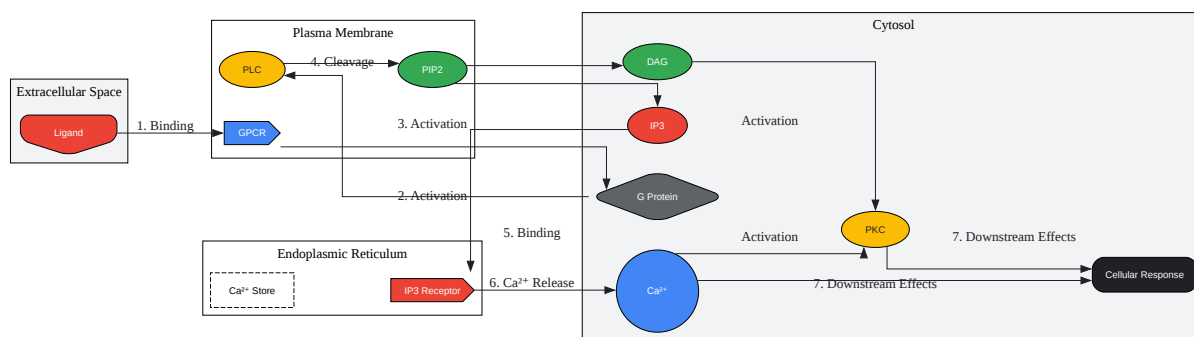 Cytosol
Plasma Membrane
PLC
4. Cleavage
PIP2
DAG
Extracellular Space
Ligand
1. Binding
GPCR
3. Activation
IP3
Activation
2. Activation
G Protein
PKC
5. Binding
Activation
7. Downstream Effects
Endoplasmic Reticulum
Ca²⁺ Store
IP3 Receptor
6. Ca²⁺ Release
Ca²⁺
7. Downstream Effects
Cellular Response